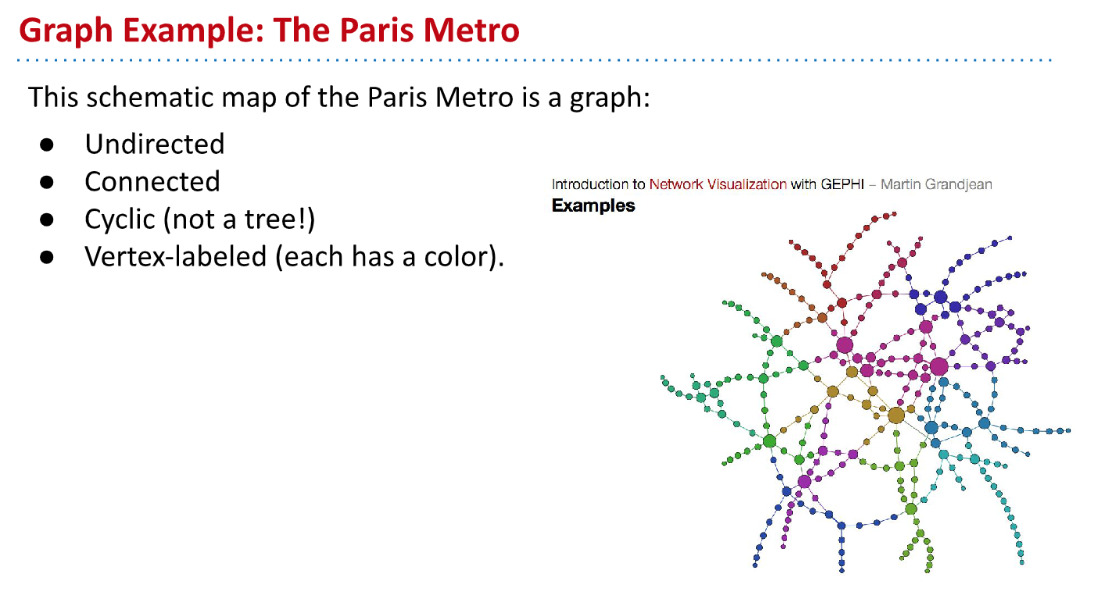 Graph Example: The Paris Metro
This schematic map of the Paris Metro is a graph:
● Undirected
● Connected
● Cyclic (not a tree!)
● Vertex-labeled (each has a color).
Introduction to Network Visualization with GEPHI – Martin Grandjean
Examples